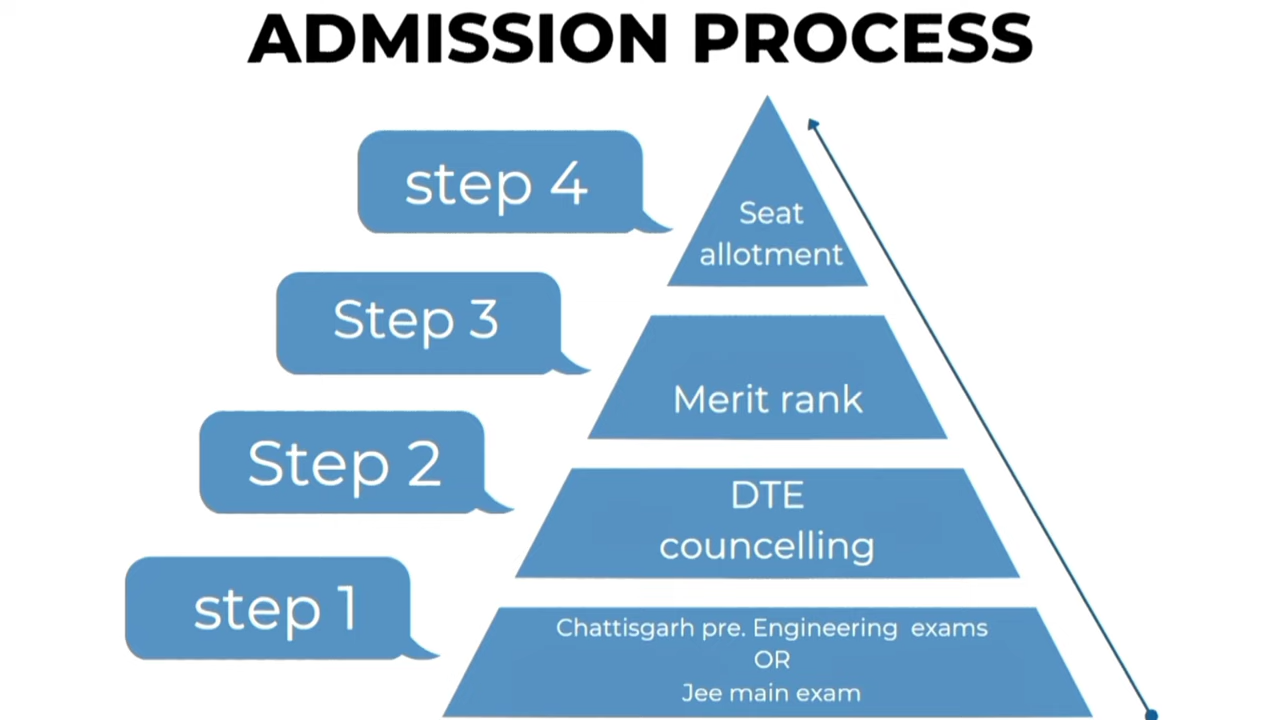 ADMISSION PROCESS
step 4
Seat
allotment
Step 3
Merit rank
Step 2
DTE
councelling
step 1
Chattisgarh pre. Engineering exams
OR
Jee main exam